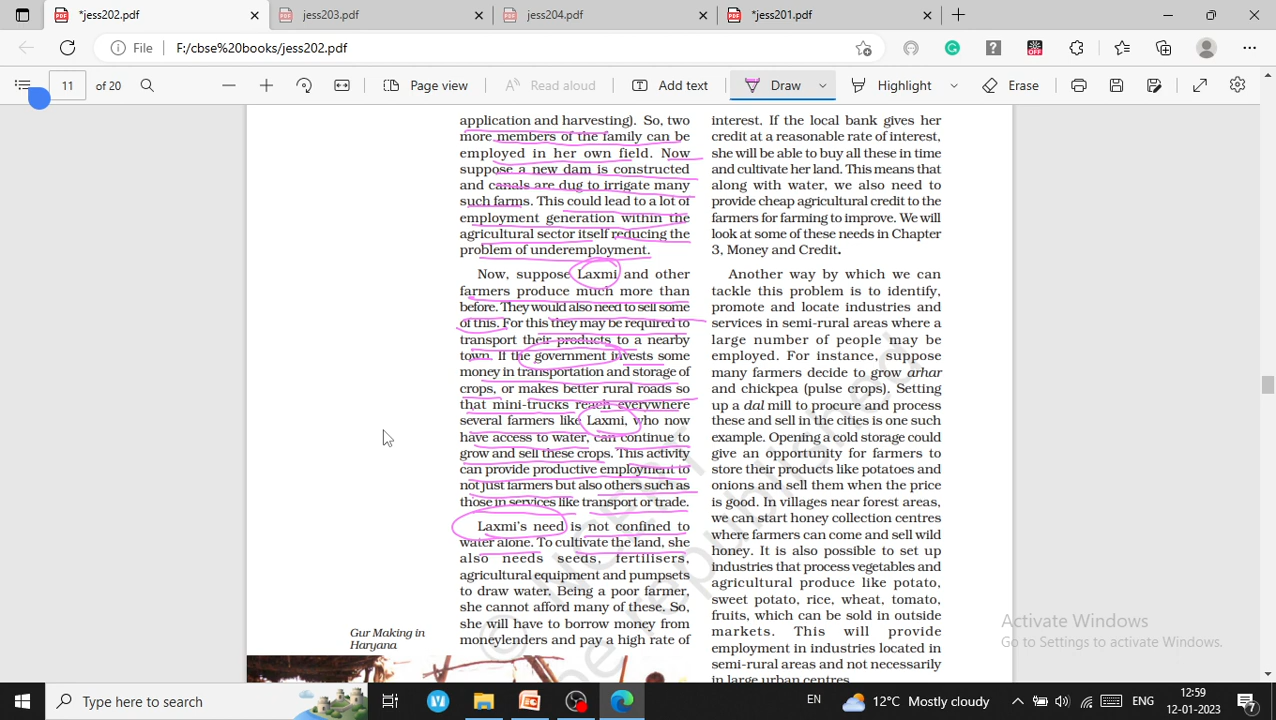 *jess202.pdf
jess203.pdf
jess204.pdf
*jess201.pdf
File
F:/cbse%20books/jess202.pdf
11
of 20
Page view
Read aloud
Add text
Draw
Highlight
Erase
application and harvesting). So, two
more members of the family can be
employed in her own field. Now
suppose a new dam is constructed
and canals are dug to irrigate many
such farms. This could lead to a lot of
employment generation within the
agricultural sector itself reducing the
problem of underemployment.
Now, suppose Laxmi and other
farmers produce much more than
before. They would also need to sell some
of this. For this they may be required to
transport their products to a nearby
town. If the government invests some
money in transportation and storage of
crops, or makes better rural roads so
that mini-trucks reach everywhere
several farmers like Laxmi, who now
have access to water, can continue to
grow and sell these crops. This activity
can provide productive employment to
not just farmers but also others such as
those in services like transport or trade.
Laxmi's need is not confined to
water alone. To cultivate the land, she
also needs seeds, fertilisers,
agricultural equipment and pumpsets
to draw water. Being a poor farmer,
she cannot afford many of these. So,
she will have to borrow money from
moneylenders and pay a high rate of
interest. If the local bank gives her
credit at a reasonable rate of interest,
she will be able to buy all these in time
and cultivate her land. This means that
along with water, we also need to
provide cheap agricultural credit to the
farmers for farming to improve. We will
look at some of these needs in Chapter
3, Money and Credit.
Another way by which we can
tackle this problem is to identify,
promote and locate industries and
services in semi-rural areas where a
large number of people may be
employed. For instance, suppose
many farmers decide to grow arhar
and chickpea (pulse crops). Setting
up a dal mill to procure and process
these and sell in the cities is one such
example. Opening a cold storage could
give an opportunity for farmers to
store their products like potatoes and
onions and sell them when the price
is good. In villages near forest areas,
we can start honey collection centres
where farmers can come and sell wild
honey. It is also possible to set up
industries that process vegetables and
agricultural produce like potato,
sweet potato, rice, wheat, tomato,
fruits, which can be sold in outside
markets. This will provide
employment in industries located in
semi-rural areas and not necessarily
in large urban centres.
Gur Making in
Haryana
© NCERT
be republished
Activate Windows
Go to Settings to activate Windows.
Type here to search
EN
12°C Mostly cloudy
ENG
12:59
12-01-2023
7
OFF